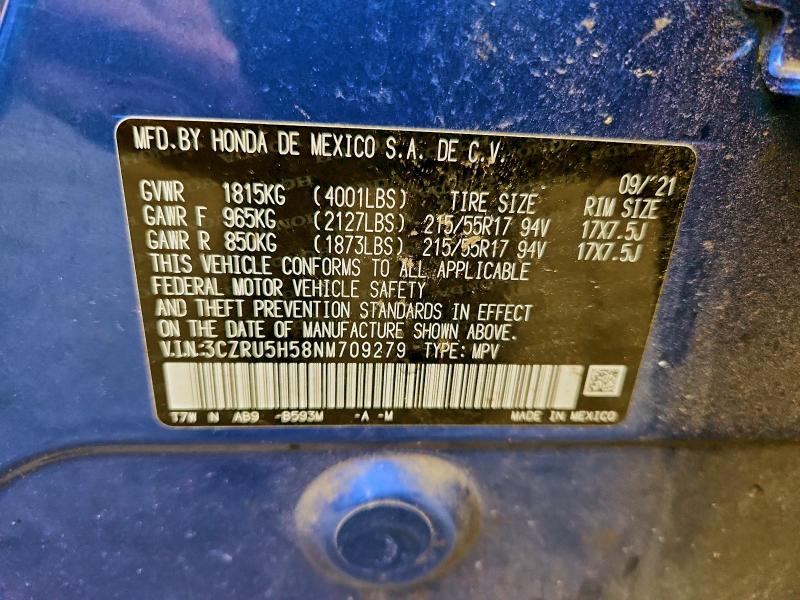 MFD.BY HONDA DE MEXICO S.A. DE C.V.
09/'21
GVWR 1815KG (4001LBS) TIRE SIZE RIM SIZE
GAWR F 965KG (2127LBS) 215/55R17 94V 17X7.5J
GAWR R 850KG (1873LBS) 215/55R17 94V 17X7.5J
THIS VEHICLE CONFORMS TO ALL APPLICABLE
FEDERAL MOTOR VEHICLE SAFETY
AND THEFT PREVENTION STANDARDS IN EFFECT
ON THE DATE OF MANUFACTURE SHOWN ABOVE.
V.I.N:3CZRU5H58NM709279 TYPE: MPV
T7W N AB9 -B593M -A -M MADE IN MEXICO